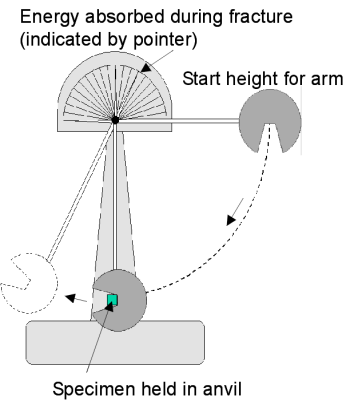 Energy absorbed during fracture
(indicated by pointer)
Start height for arm
Specimen held in anvil